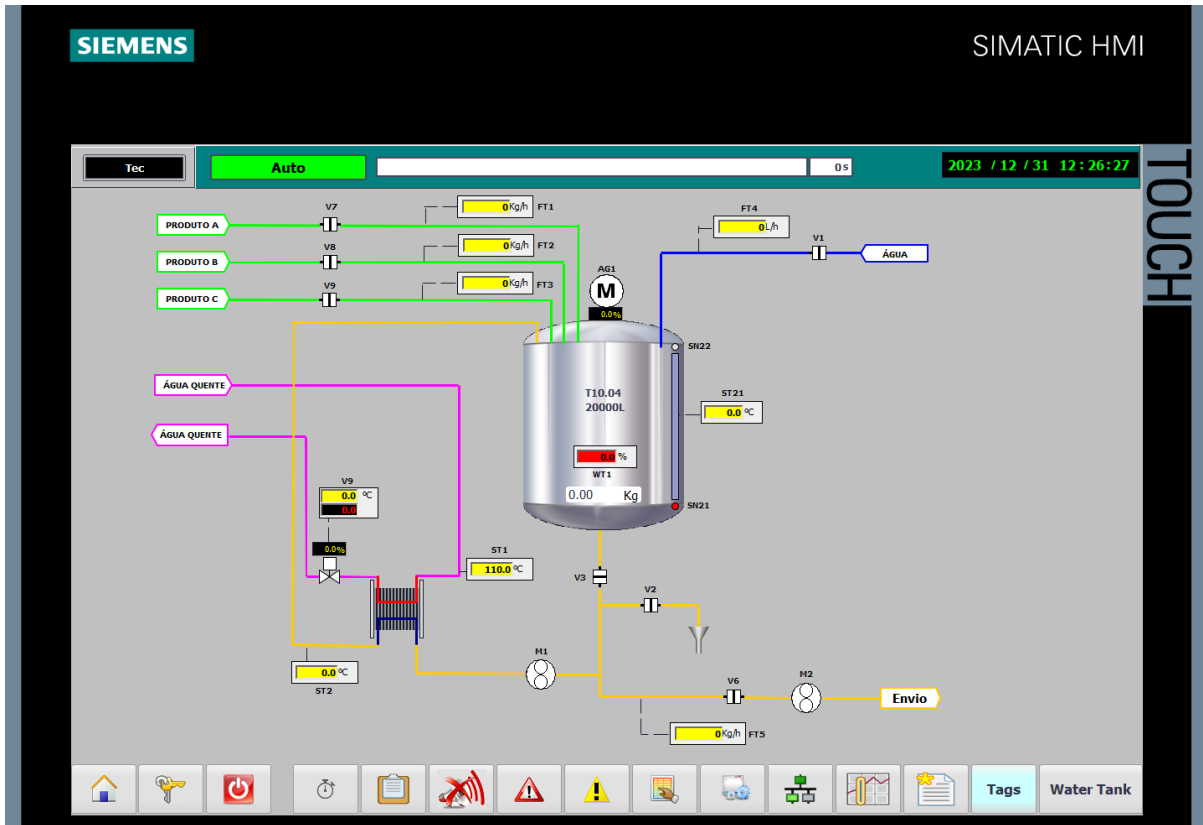 SIEMENS
SIMATIC HMI
TOUCH
Tec
Auto
0 s
2023 / 12 / 31 12 : 26 : 27
V7
0 Kg/h FT1
PRODUTO A
V8
0 Kg/h FT2
PRODUTO B
V9
0 Kg/h FT3
PRODUTO C
FT4
0 L/h
V1
ÁGUA
AG1
M
0.0%
SN22
T10.04
20000L
ST21
0.0 ºC
0.0 %
WT1
0.00 Kg
SN21
ÁGUA QUENTE
ÁGUA QUENTE
V9
0.0 ºC
0.0
0.0%
ST1
110.0 ºC
V3
V2
0.0 ºC
ST2
M1
V6
M2
Envio
0 Kg/h FT5
Tags
Water Tank